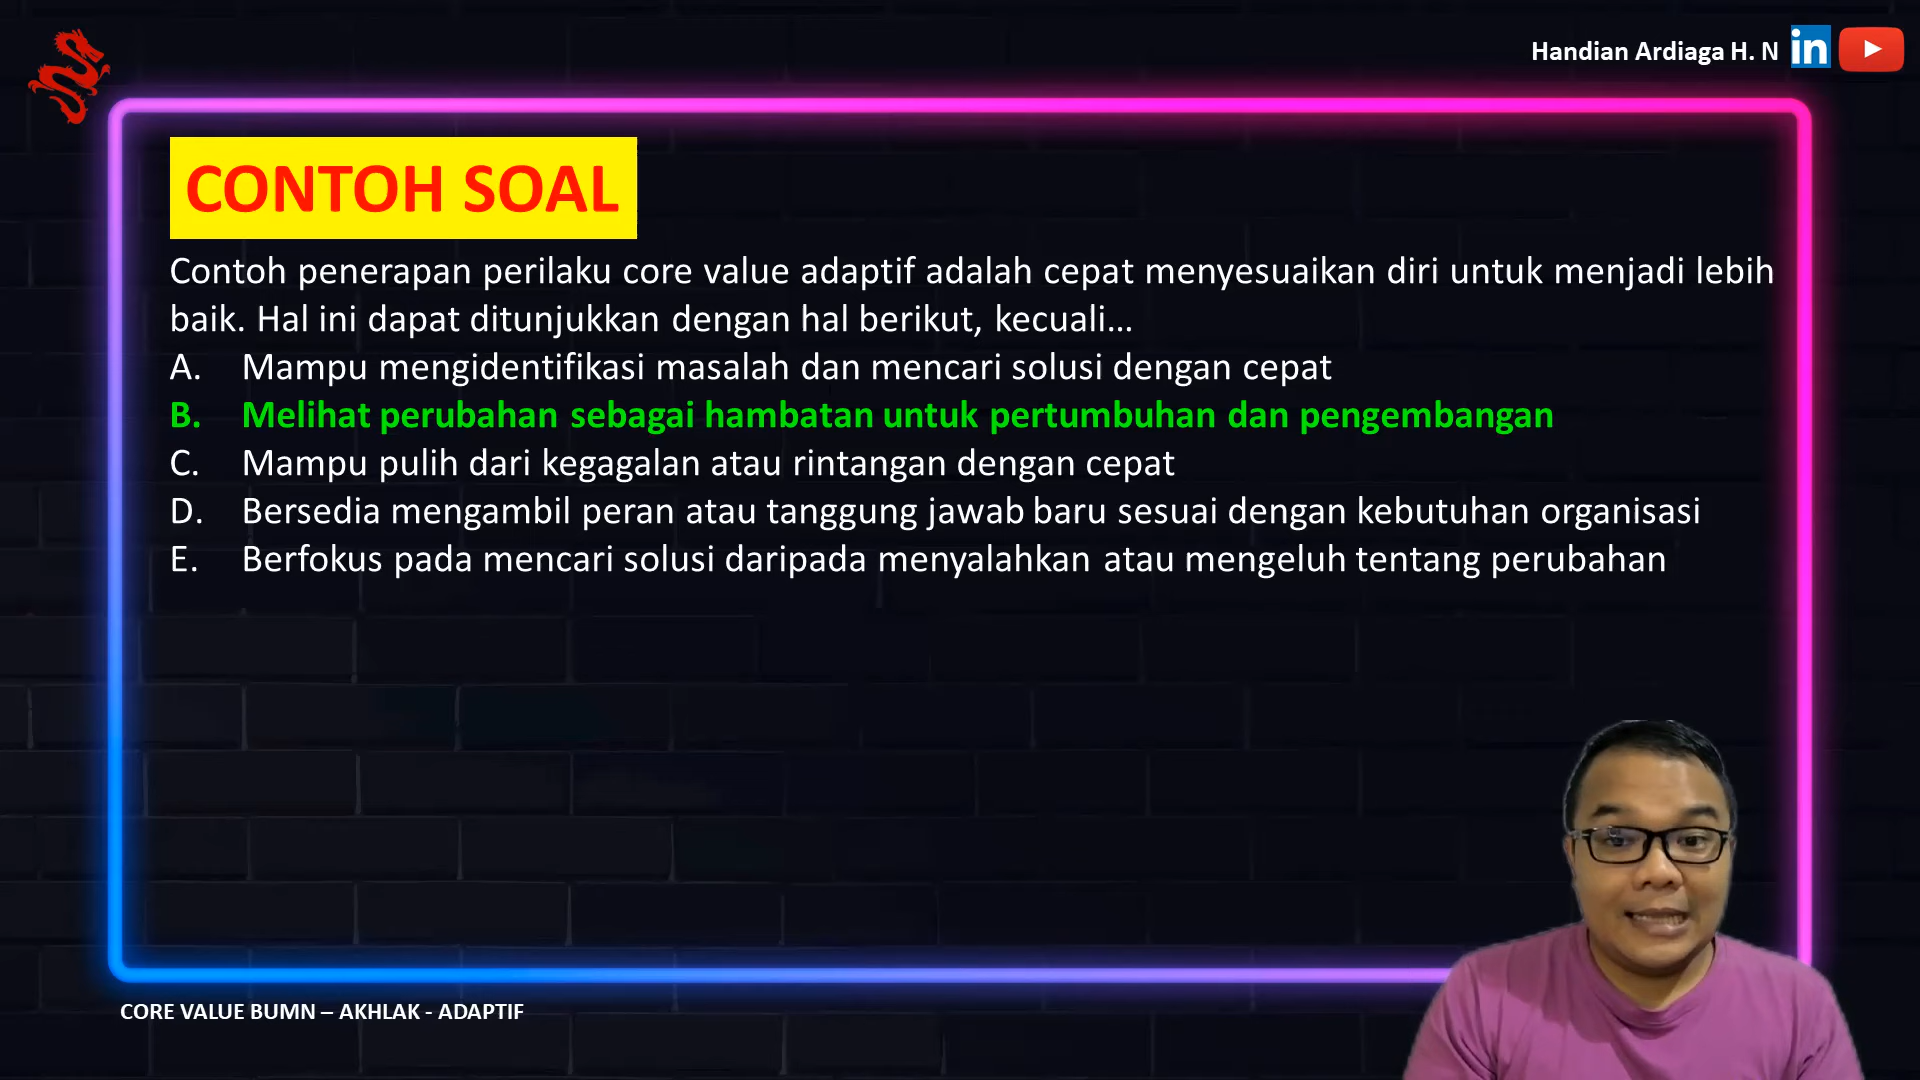 Handian Ardiaga H. N
in
CONTOH SOAL
Contoh penerapan perilaku core value adaptif adalah cepat menyesuaikan diri untuk menjadi lebih
baik. Hal ini dapat ditunjukkan dengan hal berikut, kecuali...
A. Mampu mengidentifikasi masalah dan mencari solusi dengan cepat
B. Melihat perubahan sebagai hambatan untuk pertumbuhan dan pengembangan
C. Mampu pulih dari kegagalan atau rintangan dengan cepat
D. Bersedia mengambil peran atau tanggung jawab baru sesuai dengan kebutuhan organisasi
E. Berfokus pada mencari solusi daripada menyalahkan atau mengeluh tentang perubahan
CORE VALUE BUMN – AKHLAK - ADAPTIF